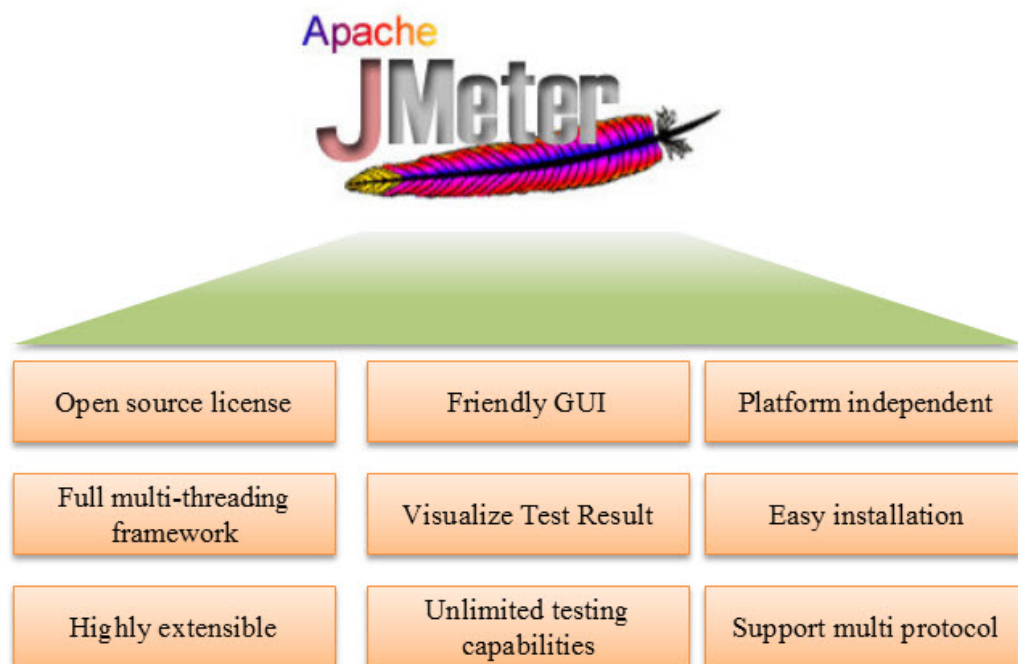 Apache
JMeter
Open source license
Friendly GUI
Platform independent
Full multi-threading
framework
Visualize Test Result
Easy installation
Highly extensible
Unlimited testing
capabilities
Support multi protocol